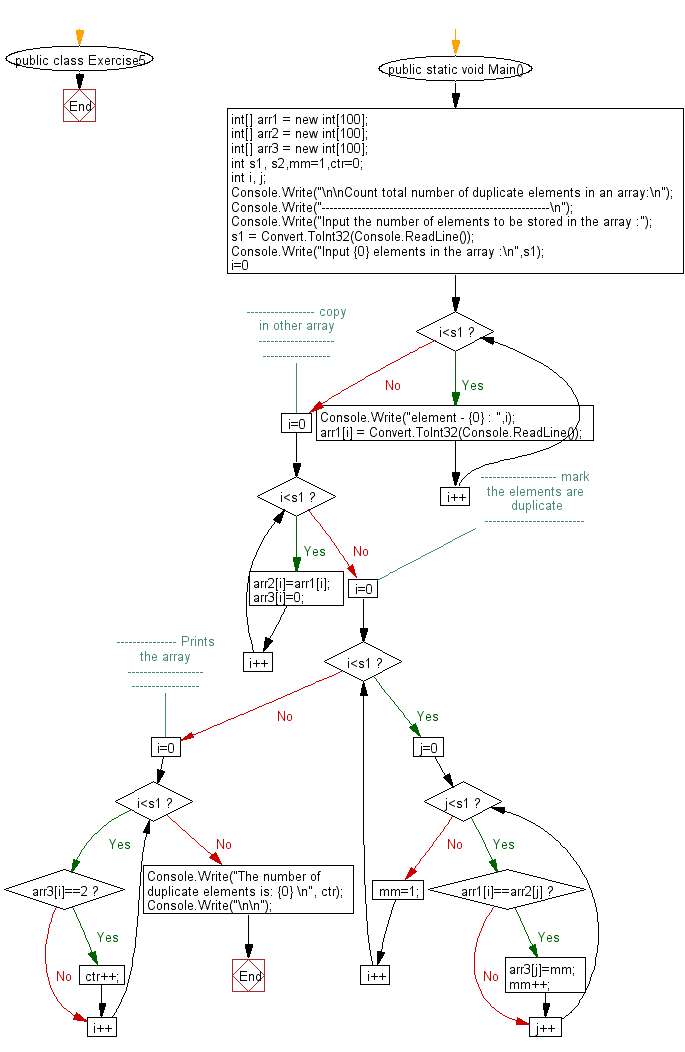 public class Exercise5
End
public static void Main()
int[] arr1 = new int[100];
int[] arr2 = new int[100];
int[] arr3 = new int[100];
int s1, s2,mm=1,ctr=0;
int i, j;
Console.Write("\n\nCount total number of duplicate elements in an array:\n");
Console.Write("---------------------------------------------------------\n");
Console.Write("Input the number of elements to be stored in the array :");
s1 = Convert.ToInt32(Console.ReadLine());
Console.Write("Input {0} elements in the array :\n",s1);
i=0
i<s1 ?
No
Yes
Console.Write("element - {0} : ",i);
arr1[i] = Convert.ToInt32(Console.ReadLine());
i++
----------------- copy
in other array
-------------------
-----------------
i=0
i<s1 ?
Yes
No
arr2[i]=arr1[i];
arr3[i]=0;
i++
------------------- mark
the elements are
duplicate
-------------------------
i=0
i<s1 ?
No
Yes
--------------- Prints
the array
-------------------
-----------------
i=0
i<s1 ?
Yes
No
arr3[i]==2 ?
Yes
No
ctr++;
i++
Console.Write("The number of
duplicate elements is: {0} \n", ctr);
Console.Write("\n\n");
End
j=0
j<s1 ?
No
Yes
mm=1;
i++
arr1[i]==arr2[j] ?
Yes
No
arr3[j]=mm;
mm++;
j++